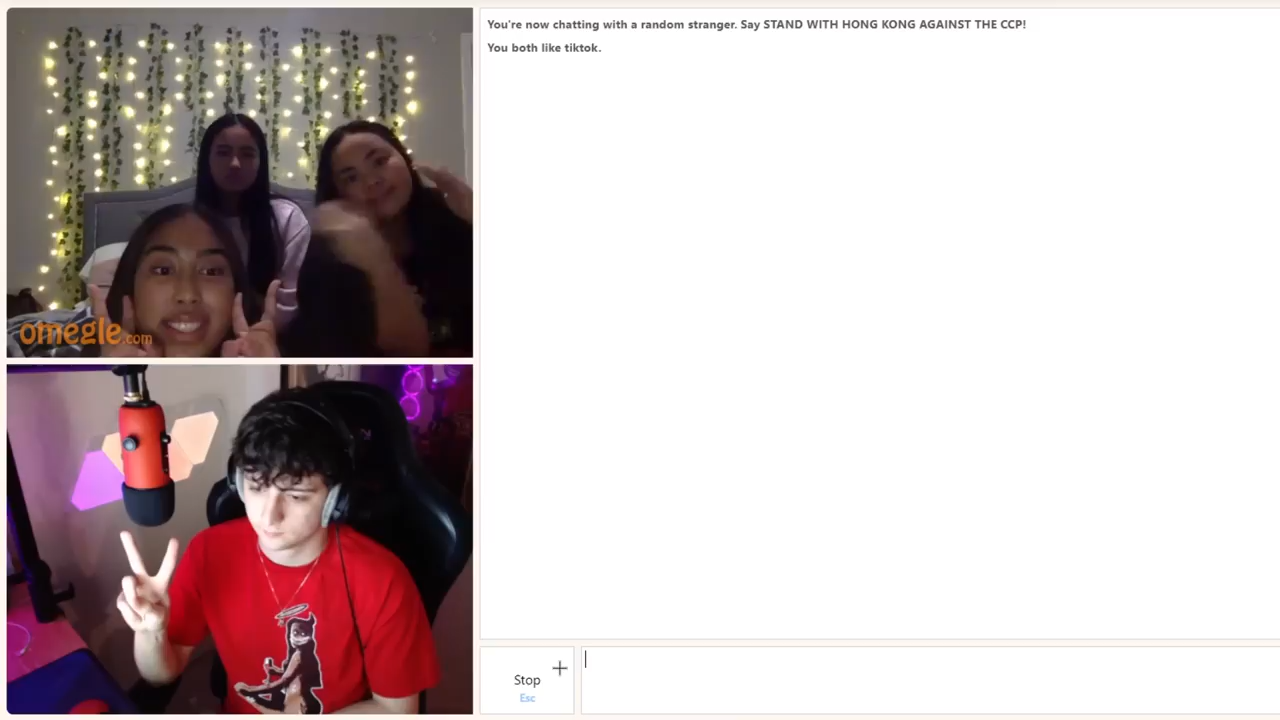 You're now chatting with a random stranger. Say STAND WITH HONG KONG AGAINST THE CCP!
You both like tiktok.
omegle.com
Stop
Esc